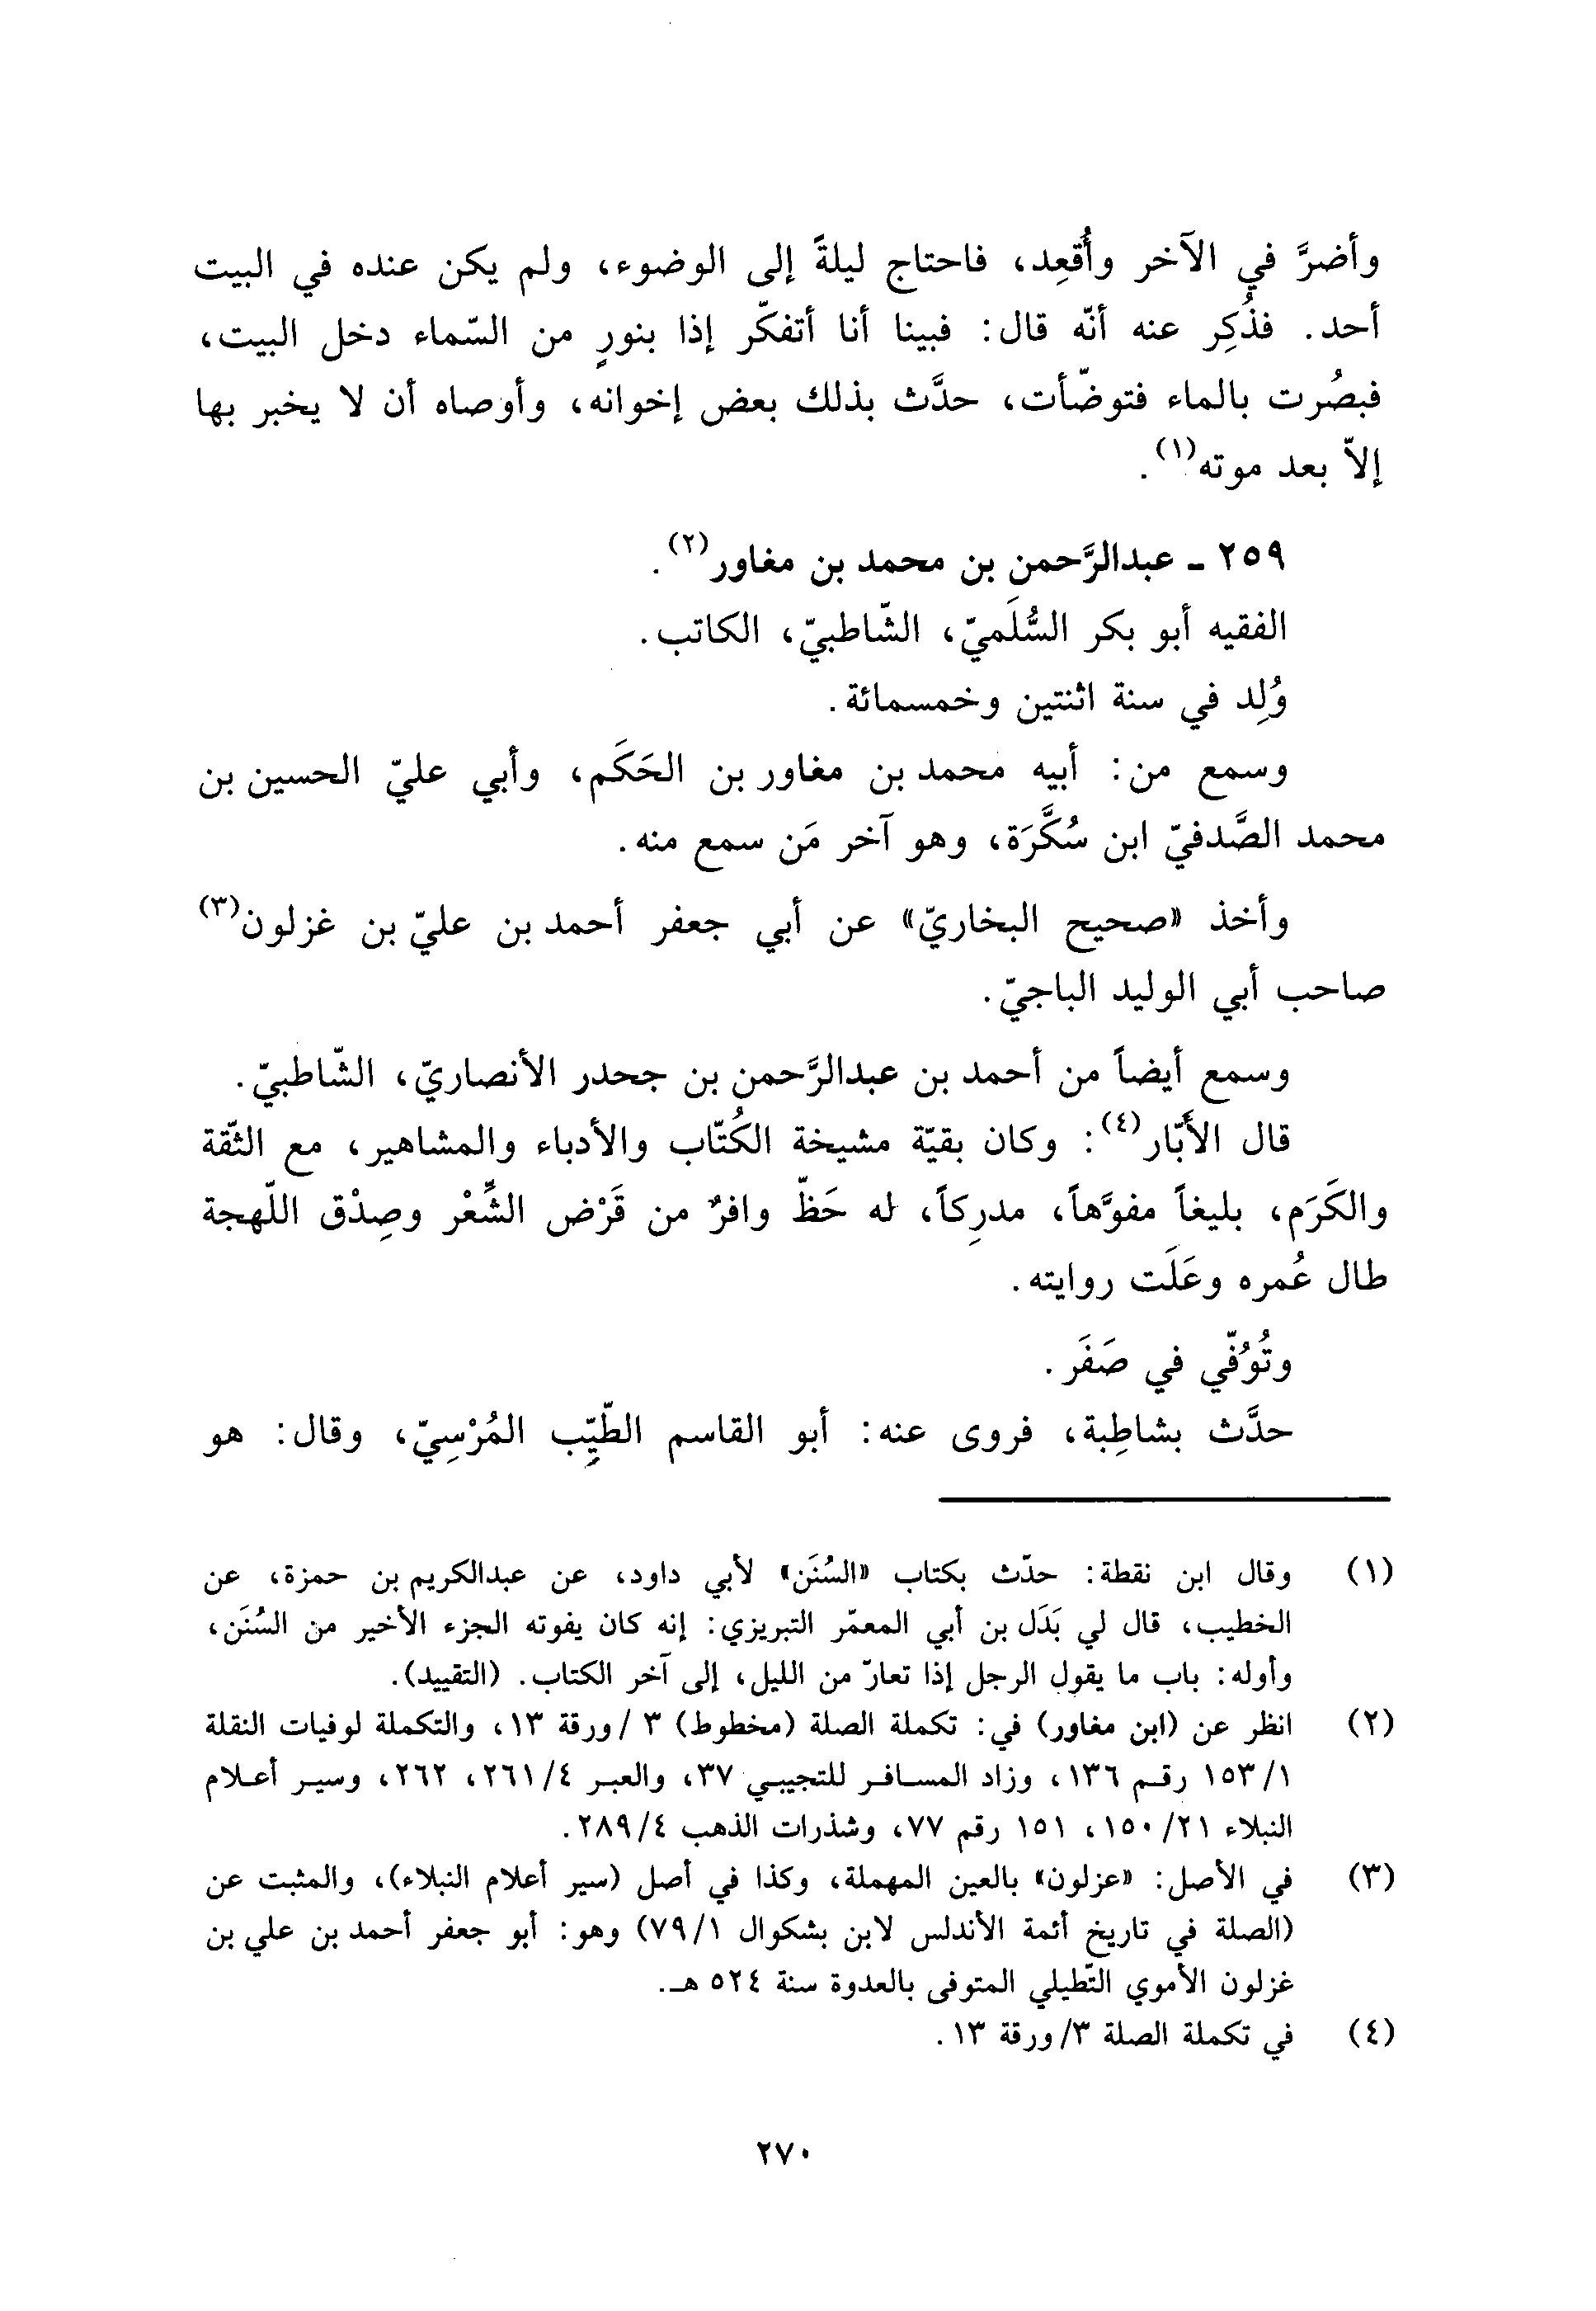 وأضرَّ في الآخر وأُقعِد، فاحتاج ليلةً إلى الوضوء، ولم يكن عنده في البيت
أحد. فذُكِر عنه أنّه قال: فبينا أنا أتفكّر إذا بنورٍ من السّماء دخل البيت،
فبصُرت بالماء فتوضّأت، حدَّث بذلك بعض إخوانه، وأوصاه أن لا يخبر بها
إلاّ بعد موته(١).
٢٥٩ - عبدالرَّحمن بن محمد بن مغاور(٢).
الفقيه أبو بكر السُّلَميّ، الشّاطبيّ، الكاتب.
وُلِد في سنة اثنتين وخمسمائة.
وسمع من: أبيه محمد بن مغاور بن الحَكَم، وأبي عليّ الحسين بن
محمد الصَّدفيّ ابن سُكَّرَة، وهو آخر مَن سمع منه.
وأخذ «صحيح البخاريّ» عن أبي جعفر أحمد بن عليّ بن غزلون(٣)
صاحب أبي الوليد الباجيّ.
وسمع أيضاً من أحمد بن عبدالرَّحمن بن جحدر الأنصاريّ، الشّاطبيّ.
قال الأَبّار(٤): وكان بقيّة مشيخة الكُتّاب والأدباء والمشاهير، مع الثّقة
والكَرَم، بليغاً مفوَّهاً، مدرِكاً، له حَظّ وافرٌ من قَرْض الشِّعْر وصِدْق اللّهجة
طال عُمره وعَلَت روايته.
وتُوُفّي في صَفَر.
حدَّث بشاطِبة، فروى عنه: أبو القاسم الطّيِّب المُرْسِيّ، وقال: هو
(١) وقال ابن نقطة: حدّث بكتاب «السُنَن» لأبي داود، عن عبدالكريم بن حمزة، عن
الخطيب، قال لي بَدَل بن أبي المعمّر التبريزي: إنه كان يفوته الجزء الأخير من السُنَن،
وأوله: باب ما يقول الرجل إذا تعارّ من الليل، إلى آخر الكتاب. (التقييد).
(٢) انظر عن (ابن مغاور) في: تكملة الصلة (مخطوط) ٣ /ورقة ١٣، والتكملة لوفيات النقلة
١/ ١٥٣ رقـم ١٣٦، وزاد المسـافـر للتجيبـي ٣٧، والعبـر ٤/ ٢٦١، ٢٦٢، وسيـر أعـلام
النبلاء ٢١/ ١٥٠، ١٥١ رقم ٧٧، وشذرات الذهب ٤/ ٢٨٩.
(٣) في الأصل: «عزلون» بالعين المهملة، وكذا في أصل (سير أعلام النبلاء)، والمثبت عن
(الصلة في تاريخ أئمة الأندلس لابن بشكوال ١/ ٧٩) وهو: أبو جعفر أحمد بن علي بن
غزلون الأموي التّطيلي المتوفى بالعدوة سنة ٥٢٤ هـ.
(٤) في تكملة الصلة ٣/ ورقة ١٣.
٢٧٠